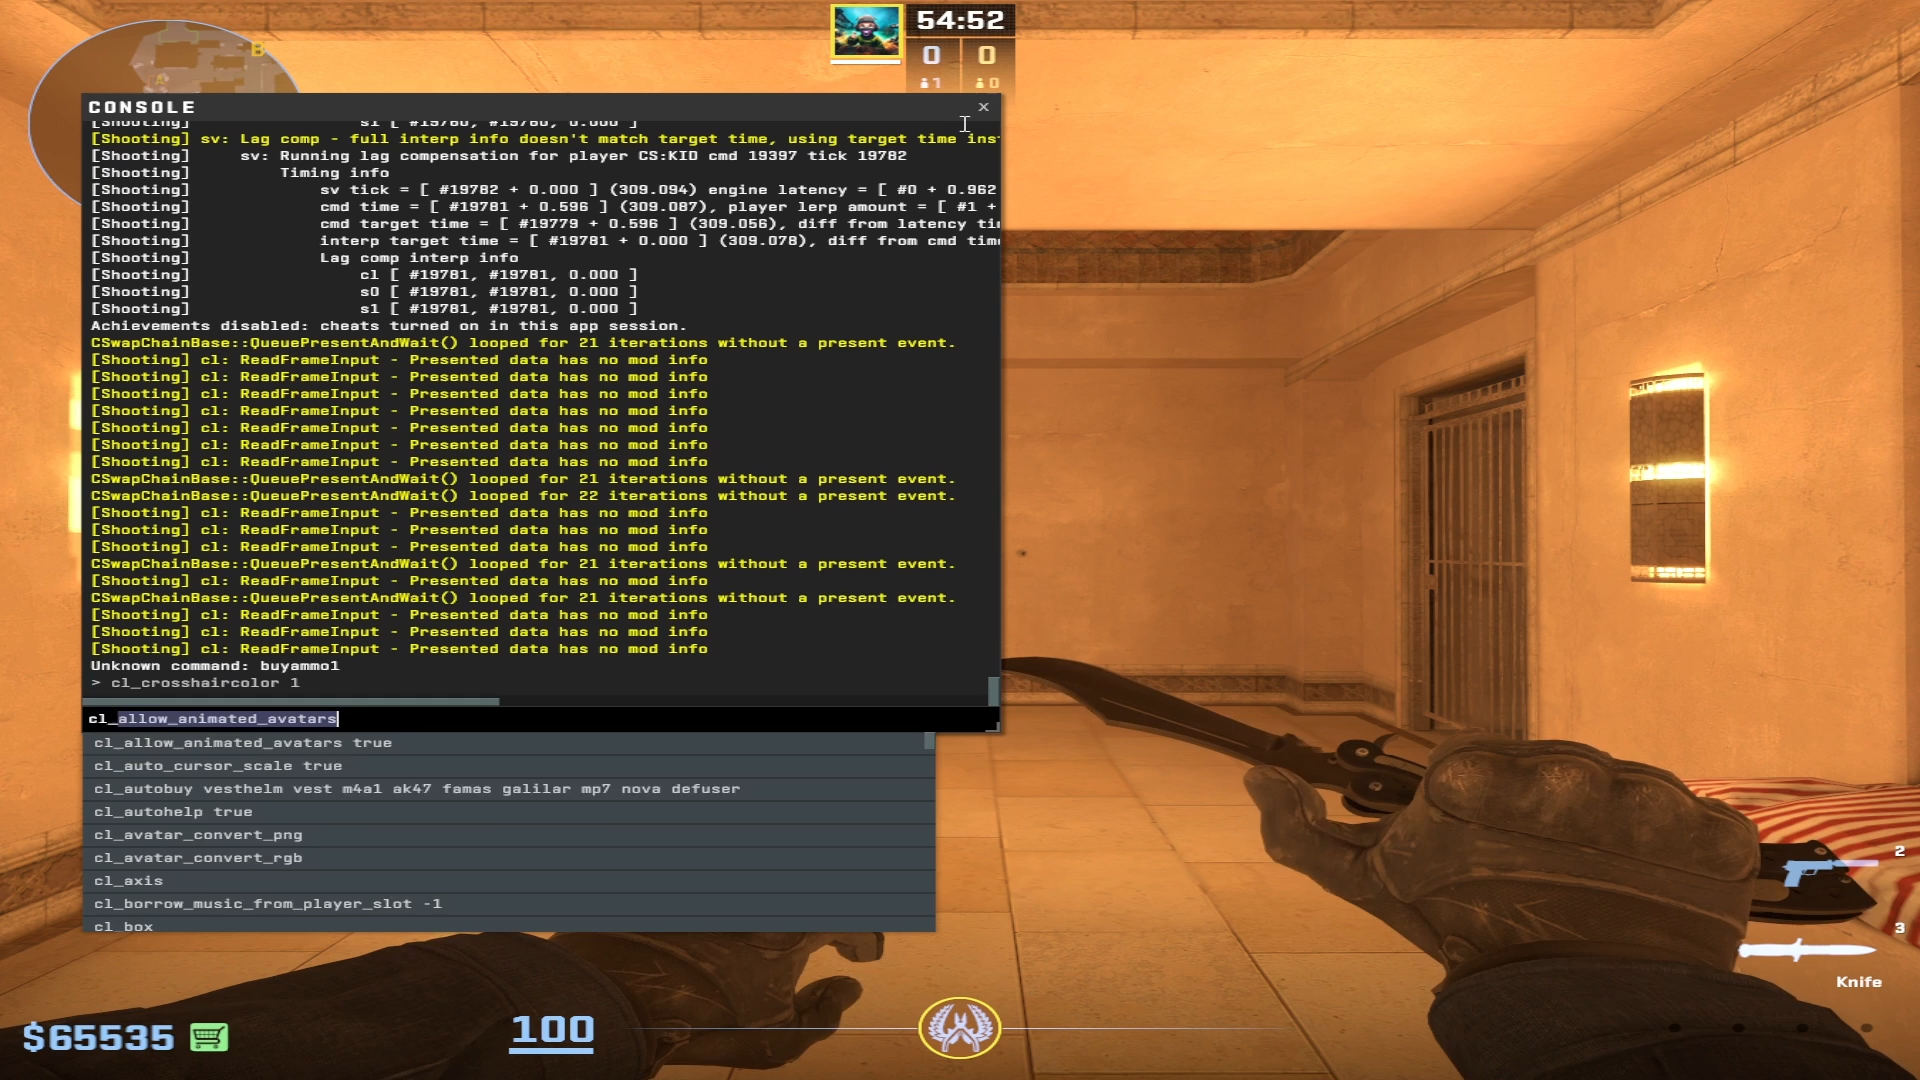 B
54:52
0 0
1 0
CONSOLE
[Shooting] s1 [ #19780, #19780, 0.000 ]
[Shooting] sv: Lag comp - full interp info doesn't match target time, using target time inst
[Shooting] sv: Running lag compensation for player CS:KID cmd 19397 tick 19782
[Shooting] Timing info
[Shooting] sv tick = [ #19782 + 0.000 ] (309.094) engine latency = [ #0 + 0.962
[Shooting] cmd time = [ #19781 + 0.596 ] (309.087), player lerp amount = [ #1 +
[Shooting] cmd target time = [ #19779 + 0.596 ] (309.056), diff from latency ti
[Shooting] interp target time = [ #19781 + 0.000 ] (309.078), diff from cmd time
[Shooting] Lag comp interp info
[Shooting] cl [ #19781, #19781, 0.000 ]
[Shooting] s0 [ #19781, #19781, 0.000 ]
[Shooting] s1 [ #19781, #19781, 0.000 ]
Achievements disabled: cheats turned on in this app session.
CSwapChainBase::QueuePresentAndWait() looped for 21 iterations without a present event.
[Shooting] cl: ReadFrameInput - Presented data has no mod info
[Shooting] cl: ReadFrameInput - Presented data has no mod info
[Shooting] cl: ReadFrameInput - Presented data has no mod info
[Shooting] cl: ReadFrameInput - Presented data has no mod info
[Shooting] cl: ReadFrameInput - Presented data has no mod info
[Shooting] cl: ReadFrameInput - Presented data has no mod info
[Shooting] cl: ReadFrameInput - Presented data has no mod info
CSwapChainBase::QueuePresentAndWait() looped for 21 iterations without a present event.
CSwapChainBase::QueuePresentAndWait() looped for 22 iterations without a present event.
[Shooting] cl: ReadFrameInput - Presented data has no mod info
[Shooting] cl: ReadFrameInput - Presented data has no mod info
[Shooting] cl: ReadFrameInput - Presented data has no mod info
CSwapChainBase::QueuePresentAndWait() looped for 21 iterations without a present event.
[Shooting] cl: ReadFrameInput - Presented data has no mod info
CSwapChainBase::QueuePresentAndWait() looped for 21 iterations without a present event.
[Shooting] cl: ReadFrameInput - Presented data has no mod info
[Shooting] cl: ReadFrameInput - Presented data has no mod info
[Shooting] cl: ReadFrameInput - Presented data has no mod info
Unknown command: buyammo1
> cl_crosshaircolor 1
cl_allow_animated_avatars
cl_allow_animated_avatars true
cl_auto_cursor_scale true
cl_autobuy vesthelm vest m4a1 ak47 famas galilar mp7 nova defuser
cl_autohelp true
cl_avatar_convert_png
cl_avatar_convert_rgb
cl_axis
cl_borrow_music_from_player_slot -1
cl_box
2
3
Knife
$65535
100